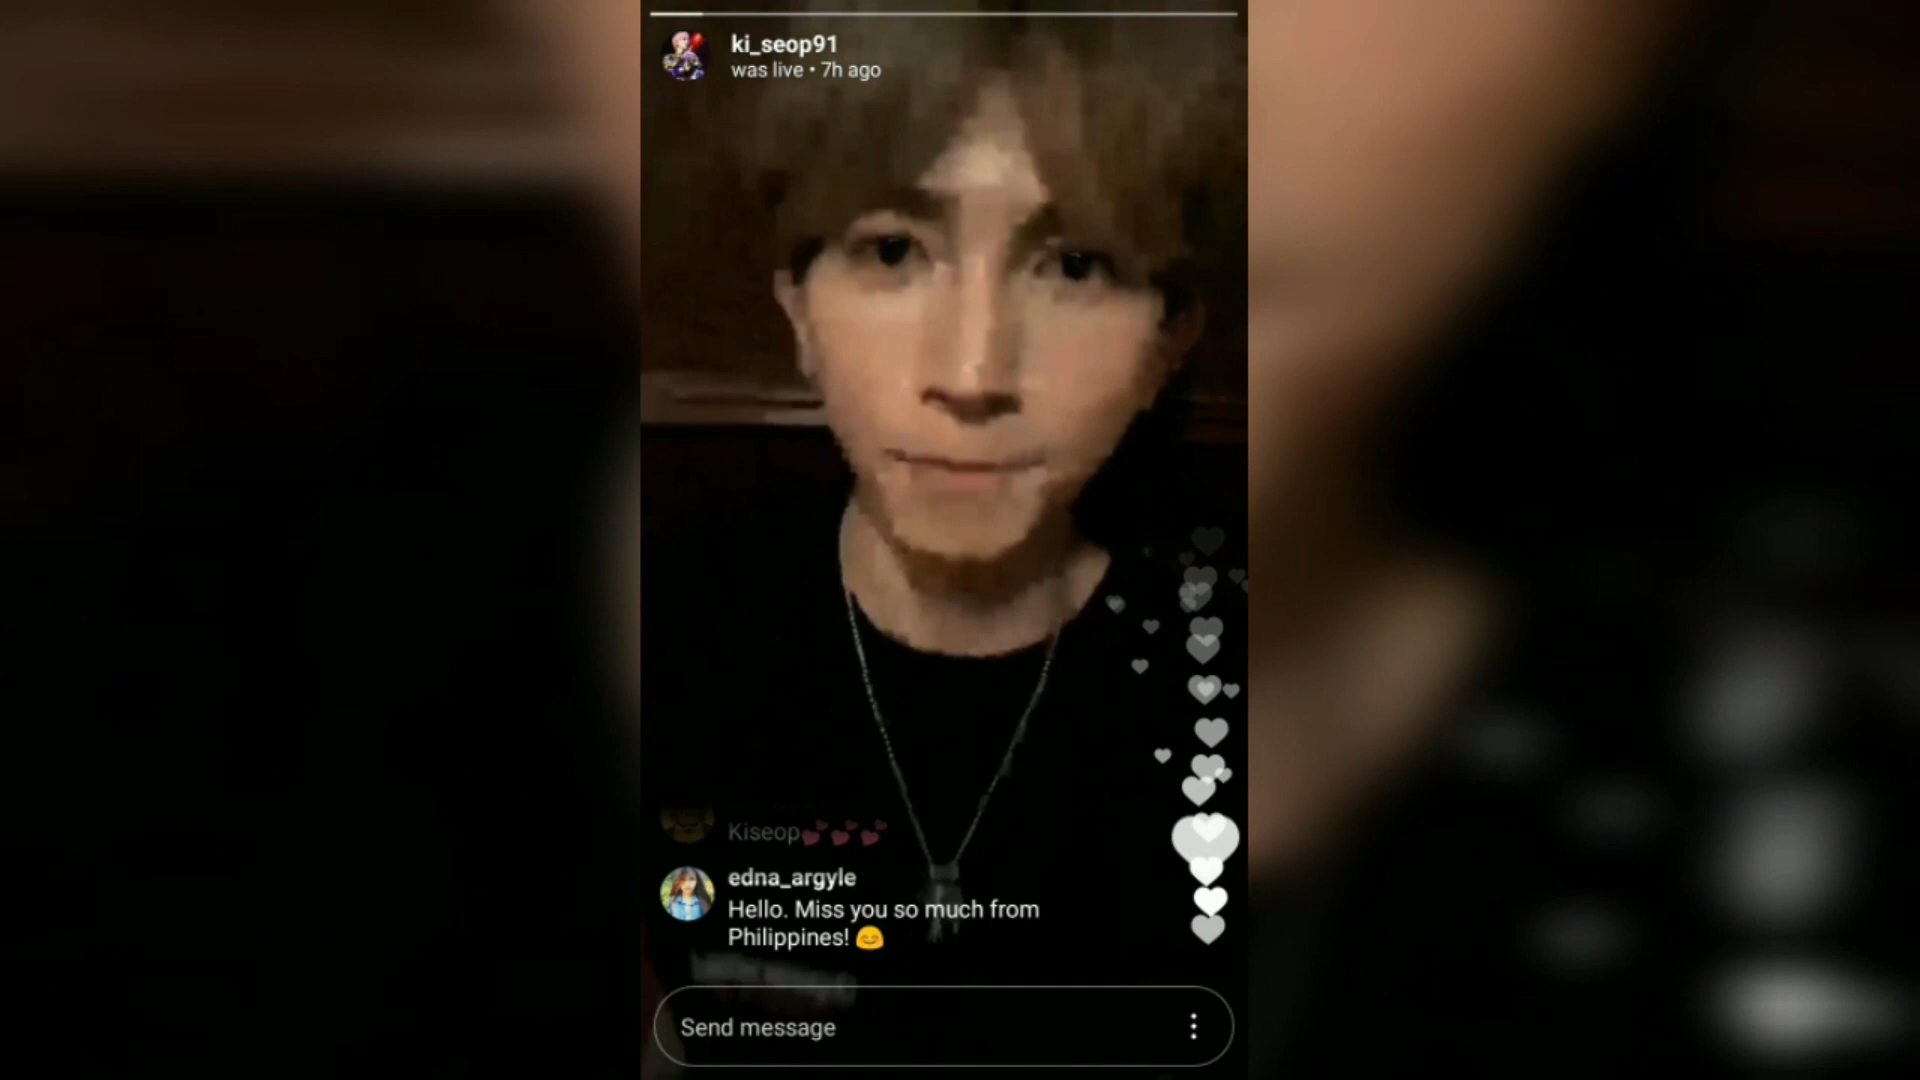 ki_seop91
was live • 7h ago
Kiseop💕💕💕
edna_argyle
Hello. Miss you so much from
Philippines! 😊
Send message